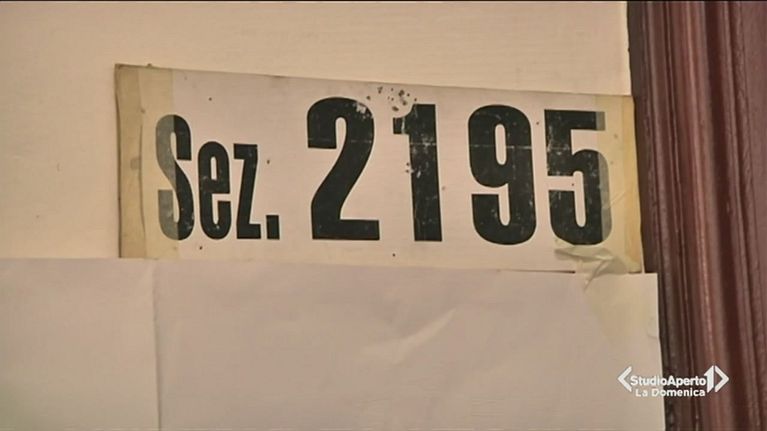 Sez. 2195
StudioAperto
La Domenica